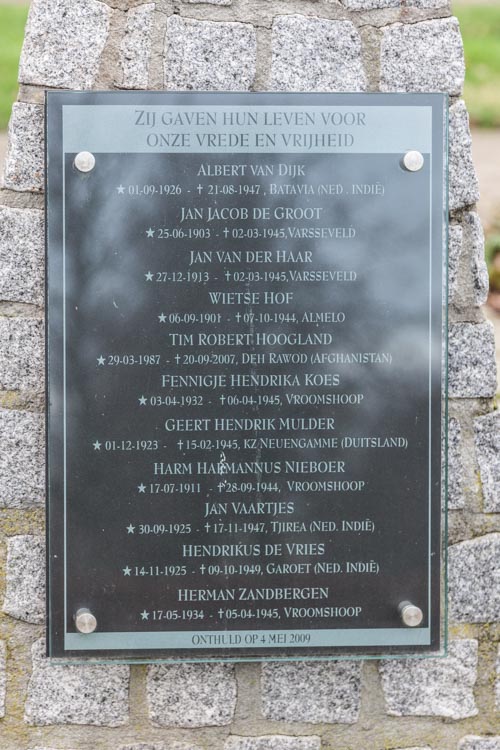 ZIJ GAVEN HUN LEVEN VOOR
ONZE VREDE EN VRIJHEID
ALBERT VAN DIJK
★ 01-09-1926 - † 21-08-1947 , BATAVIA (NED . INDIË)
JAN JACOB DE GROOT
★ 25-06-1903 - † 02-03-1945, VARSSEVELD
JAN VAN DER HAAR
★ 27-12-1913 - † 02-03-1945, VARSSEVELD
WIETSE HOF
★ 06-09-1901 - † 07-10-1944, ALMELO
TIM ROBERT HOOGLAND
★ 29-03-1987 - † 20-09-2007, DEH RAWOD (AFGHANISTAN)
FENNIGJE HENDRIKA KOES
★ 03-04-1932 - † 06-04-1945, VROOMSHOOP
GEERT HENDRIK MULDER
★ 01-12-1923 - † 15-02-1945, KZ NEUENGAMME (DUITSLAND)
HARM HARMANNUS NIEBOER
★ 17-07-1911 - † 28-09-1944, VROOMSHOOP
JAN VAARTJES
★ 30-09-1925 - † 17-11-1947, TJIREA (NED. INDIË)
HENDRIKUS DE VRIES
★ 14-11-1925 - † 09-10-1949, GAROET (NED. INDIË)
HERMAN ZANDBERGEN
★ 17-05-1934 - † 05-04-1945, VROOMSHOOP
ONTHULD OP 4 MEI 2009